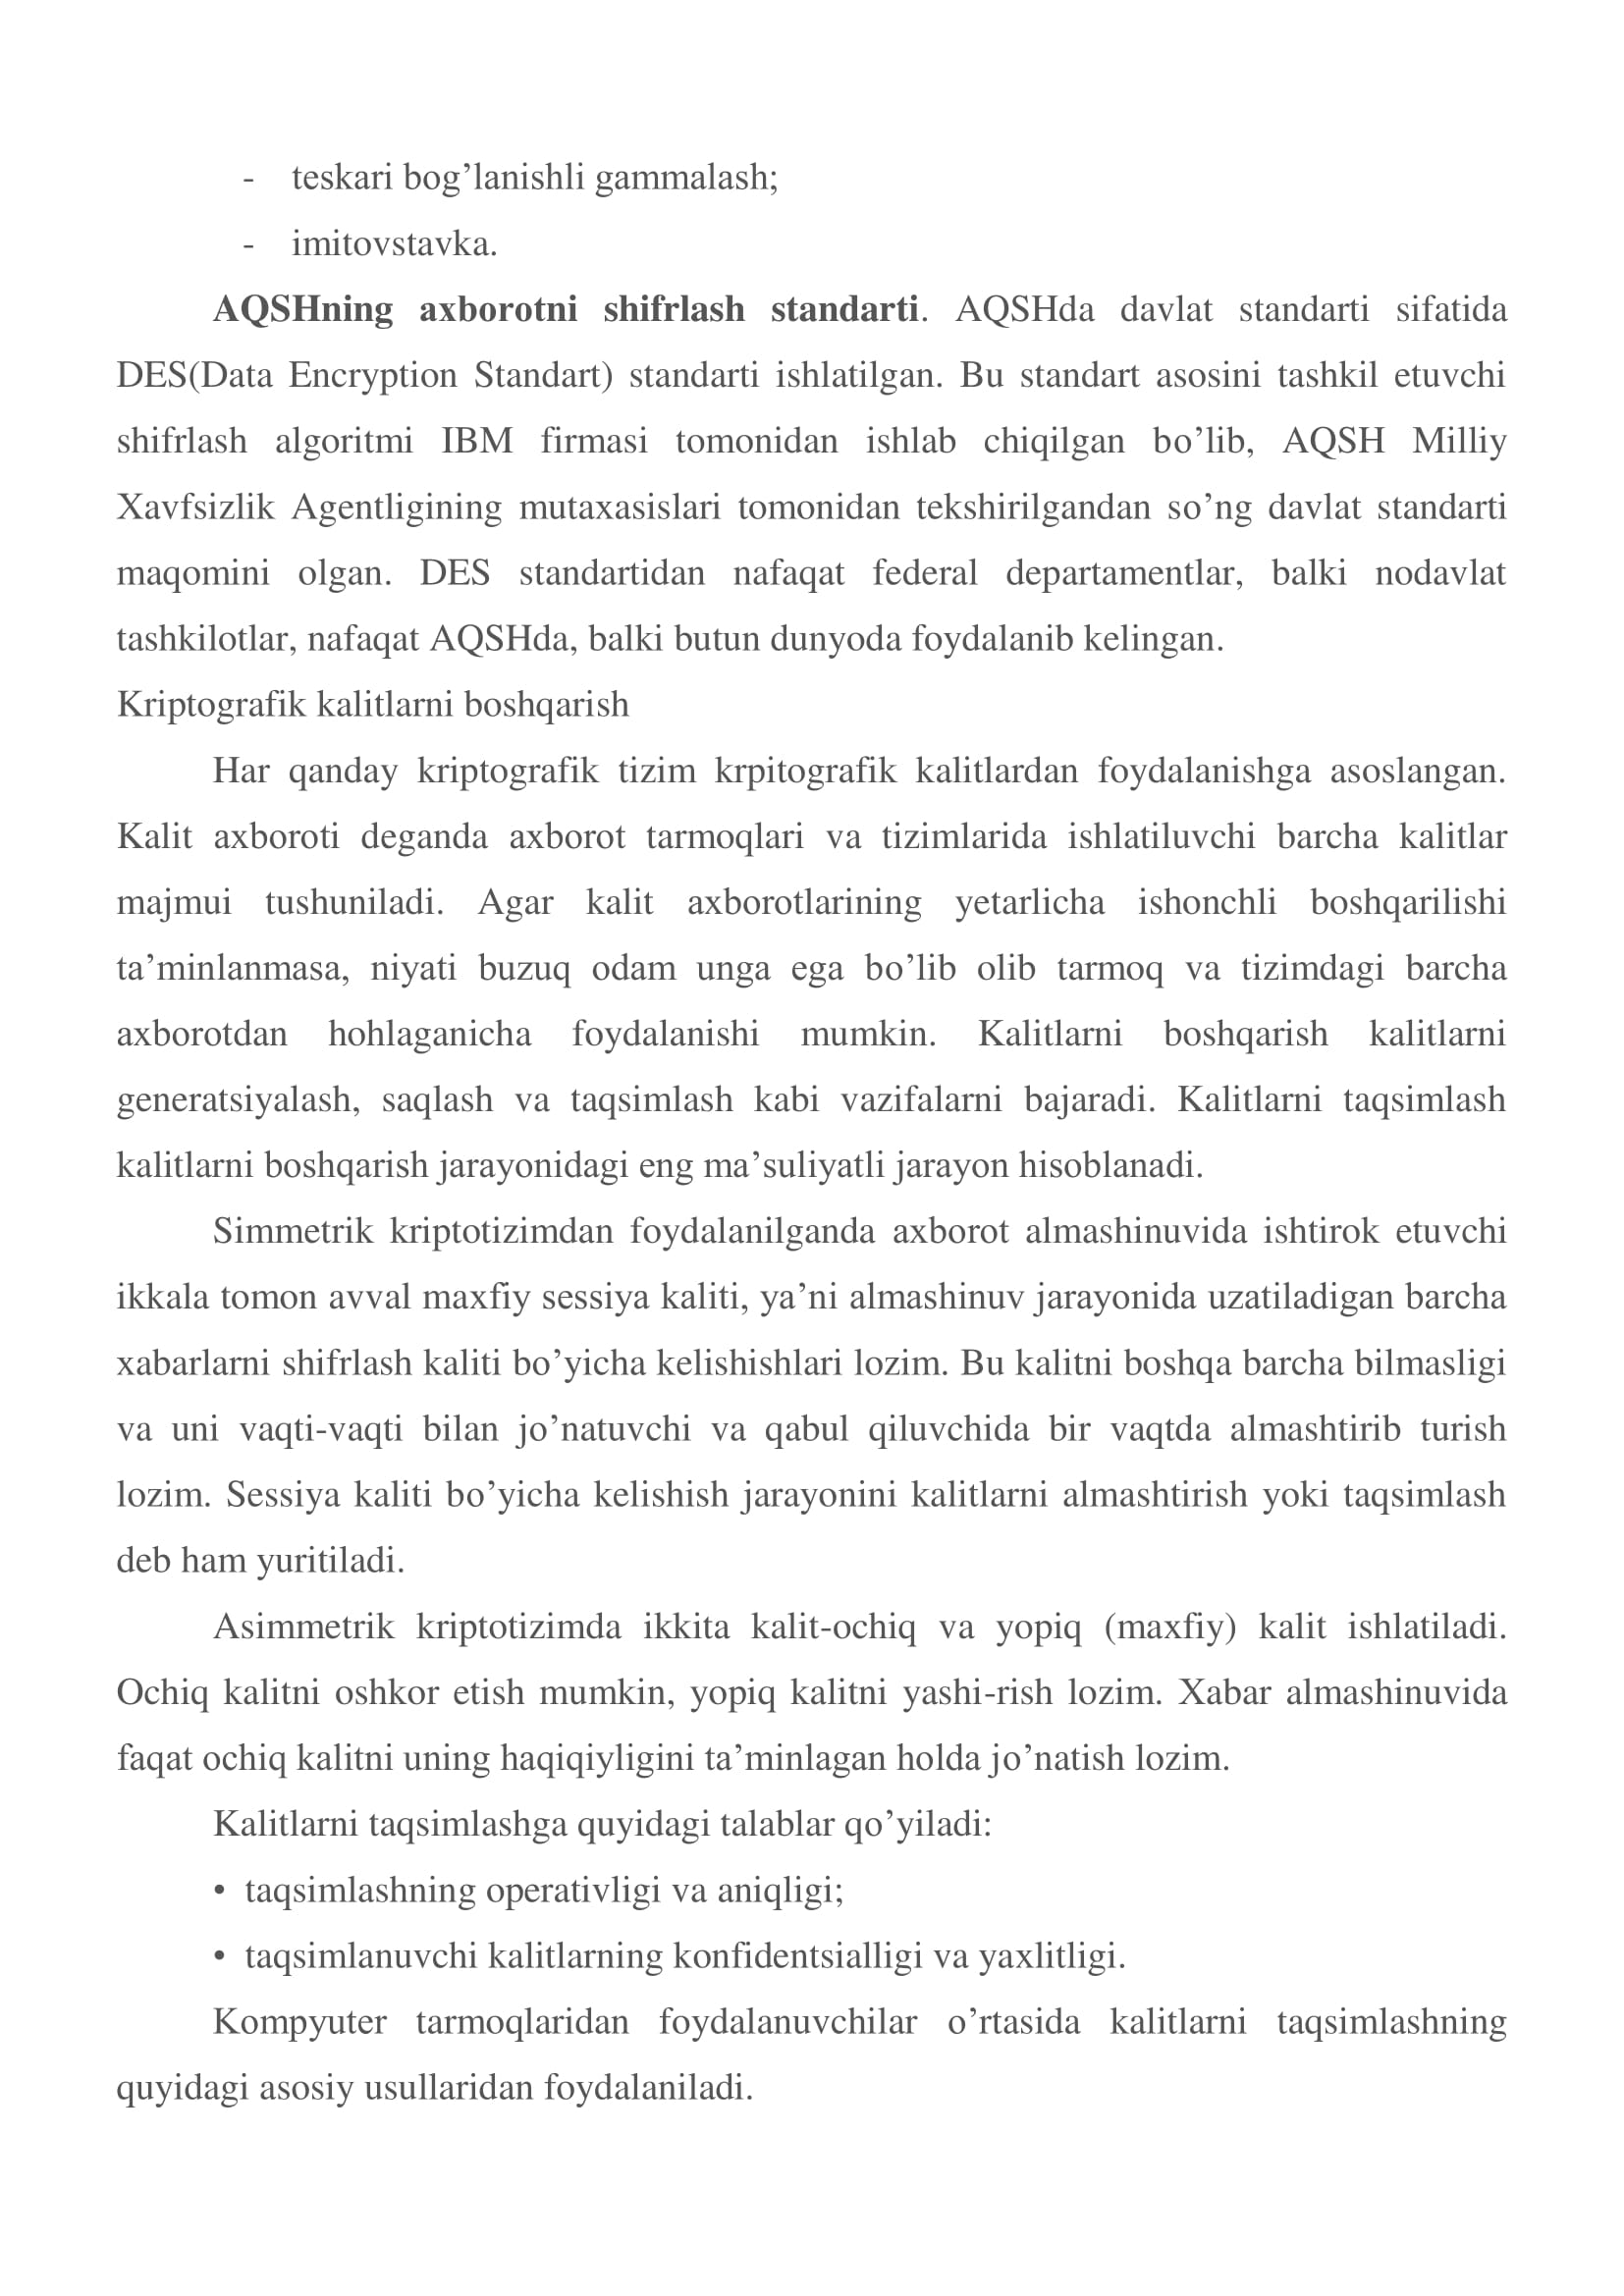 - teskari bog’lanishli gammalash;
- imitovstavka.
AQSHning axborotni shifrlash standarti. AQSHda davlat standarti sifatida
DES(Data Encryption Standart) standarti ishlatilgan. Bu standart asosini tashkil etuvchi
shifrlash algoritmi IBM firmasi tomonidan ishlab chiqilgan bo’lib, AQSH Milliy
Xavfsizlik Agentligining mutaxasislari tomonidan tekshirilgandan so’ng davlat standarti
maqomini olgan. DES standartidan nafaqat federal departamentlar, balki nodavlat
tashkilotlar, nafaqat AQSHda, balki butun dunyoda foydalanib kelingan.
Kriptografik kalitlarni boshqarish
Har qanday kriptografik tizim krpitografik kalitlardan foydalanishga asoslangan.
Kalit axboroti deganda axborot tarmoqlari va tizimlarida ishlatiluvchi barcha kalitlar
majmui tushuniladi. Agar kalit axborotlarining yetarlicha ishonchli boshqarilishi
ta’minlanmasa, niyati buzuq odam unga ega bo’lib olib tarmoq va tizimdagi barcha
axborotdan hohlaganicha foydalanishi mumkin. Kalitlarni boshqarish kalitlarni
generatsiyalash, saqlash va taqsimlash kabi vazifalarni bajaradi. Kalitlarni taqsimlash
kalitlarni boshqarish jarayonidagi eng ma’suliyatli jarayon hisoblanadi.
Simmetrik kriptotizimdan foydalanilganda axborot almashinuvida ishtirok etuvchi
ikkala tomon avval maxfiy sessiya kaliti, ya’ni almashinuv jarayonida uzatiladigan barcha
xabarlarni shifrlash kaliti bo’yicha kelishishlari lozim. Bu kalitni boshqa barcha bilmasligi
va uni vaqti-vaqti bilan jo’natuvchi va qabul qiluvchida bir vaqtda almashtirib turish
lozim. Sessiya kaliti bo’yicha kelishish jarayonini kalitlarni almashtirish yoki taqsimlash
deb ham yuritiladi.
Asimmetrik kriptotizimda ikkita kalit-ochiq va yopiq (maxfiy) kalit ishlatiladi.
Ochiq kalitni oshkor etish mumkin, yopiq kalitni yashi-rish lozim. Xabar almashinuvida
faqat ochiq kalitni uning haqiqiyligini ta’minlagan holda jo’natish lozim.
Kalitlarni taqsimlashga quyidagi talablar qo’yiladi:
• taqsimlashning operativligi va aniqligi;
• taqsimlanuvchi kalitlarning konfidentsialligi va yaxlitligi.
Kompyuter tarmoqlaridan foydalanuvchilar o’rtasida kalitlarni taqsimlashning
quyidagi asosiy usullaridan foydalaniladi.